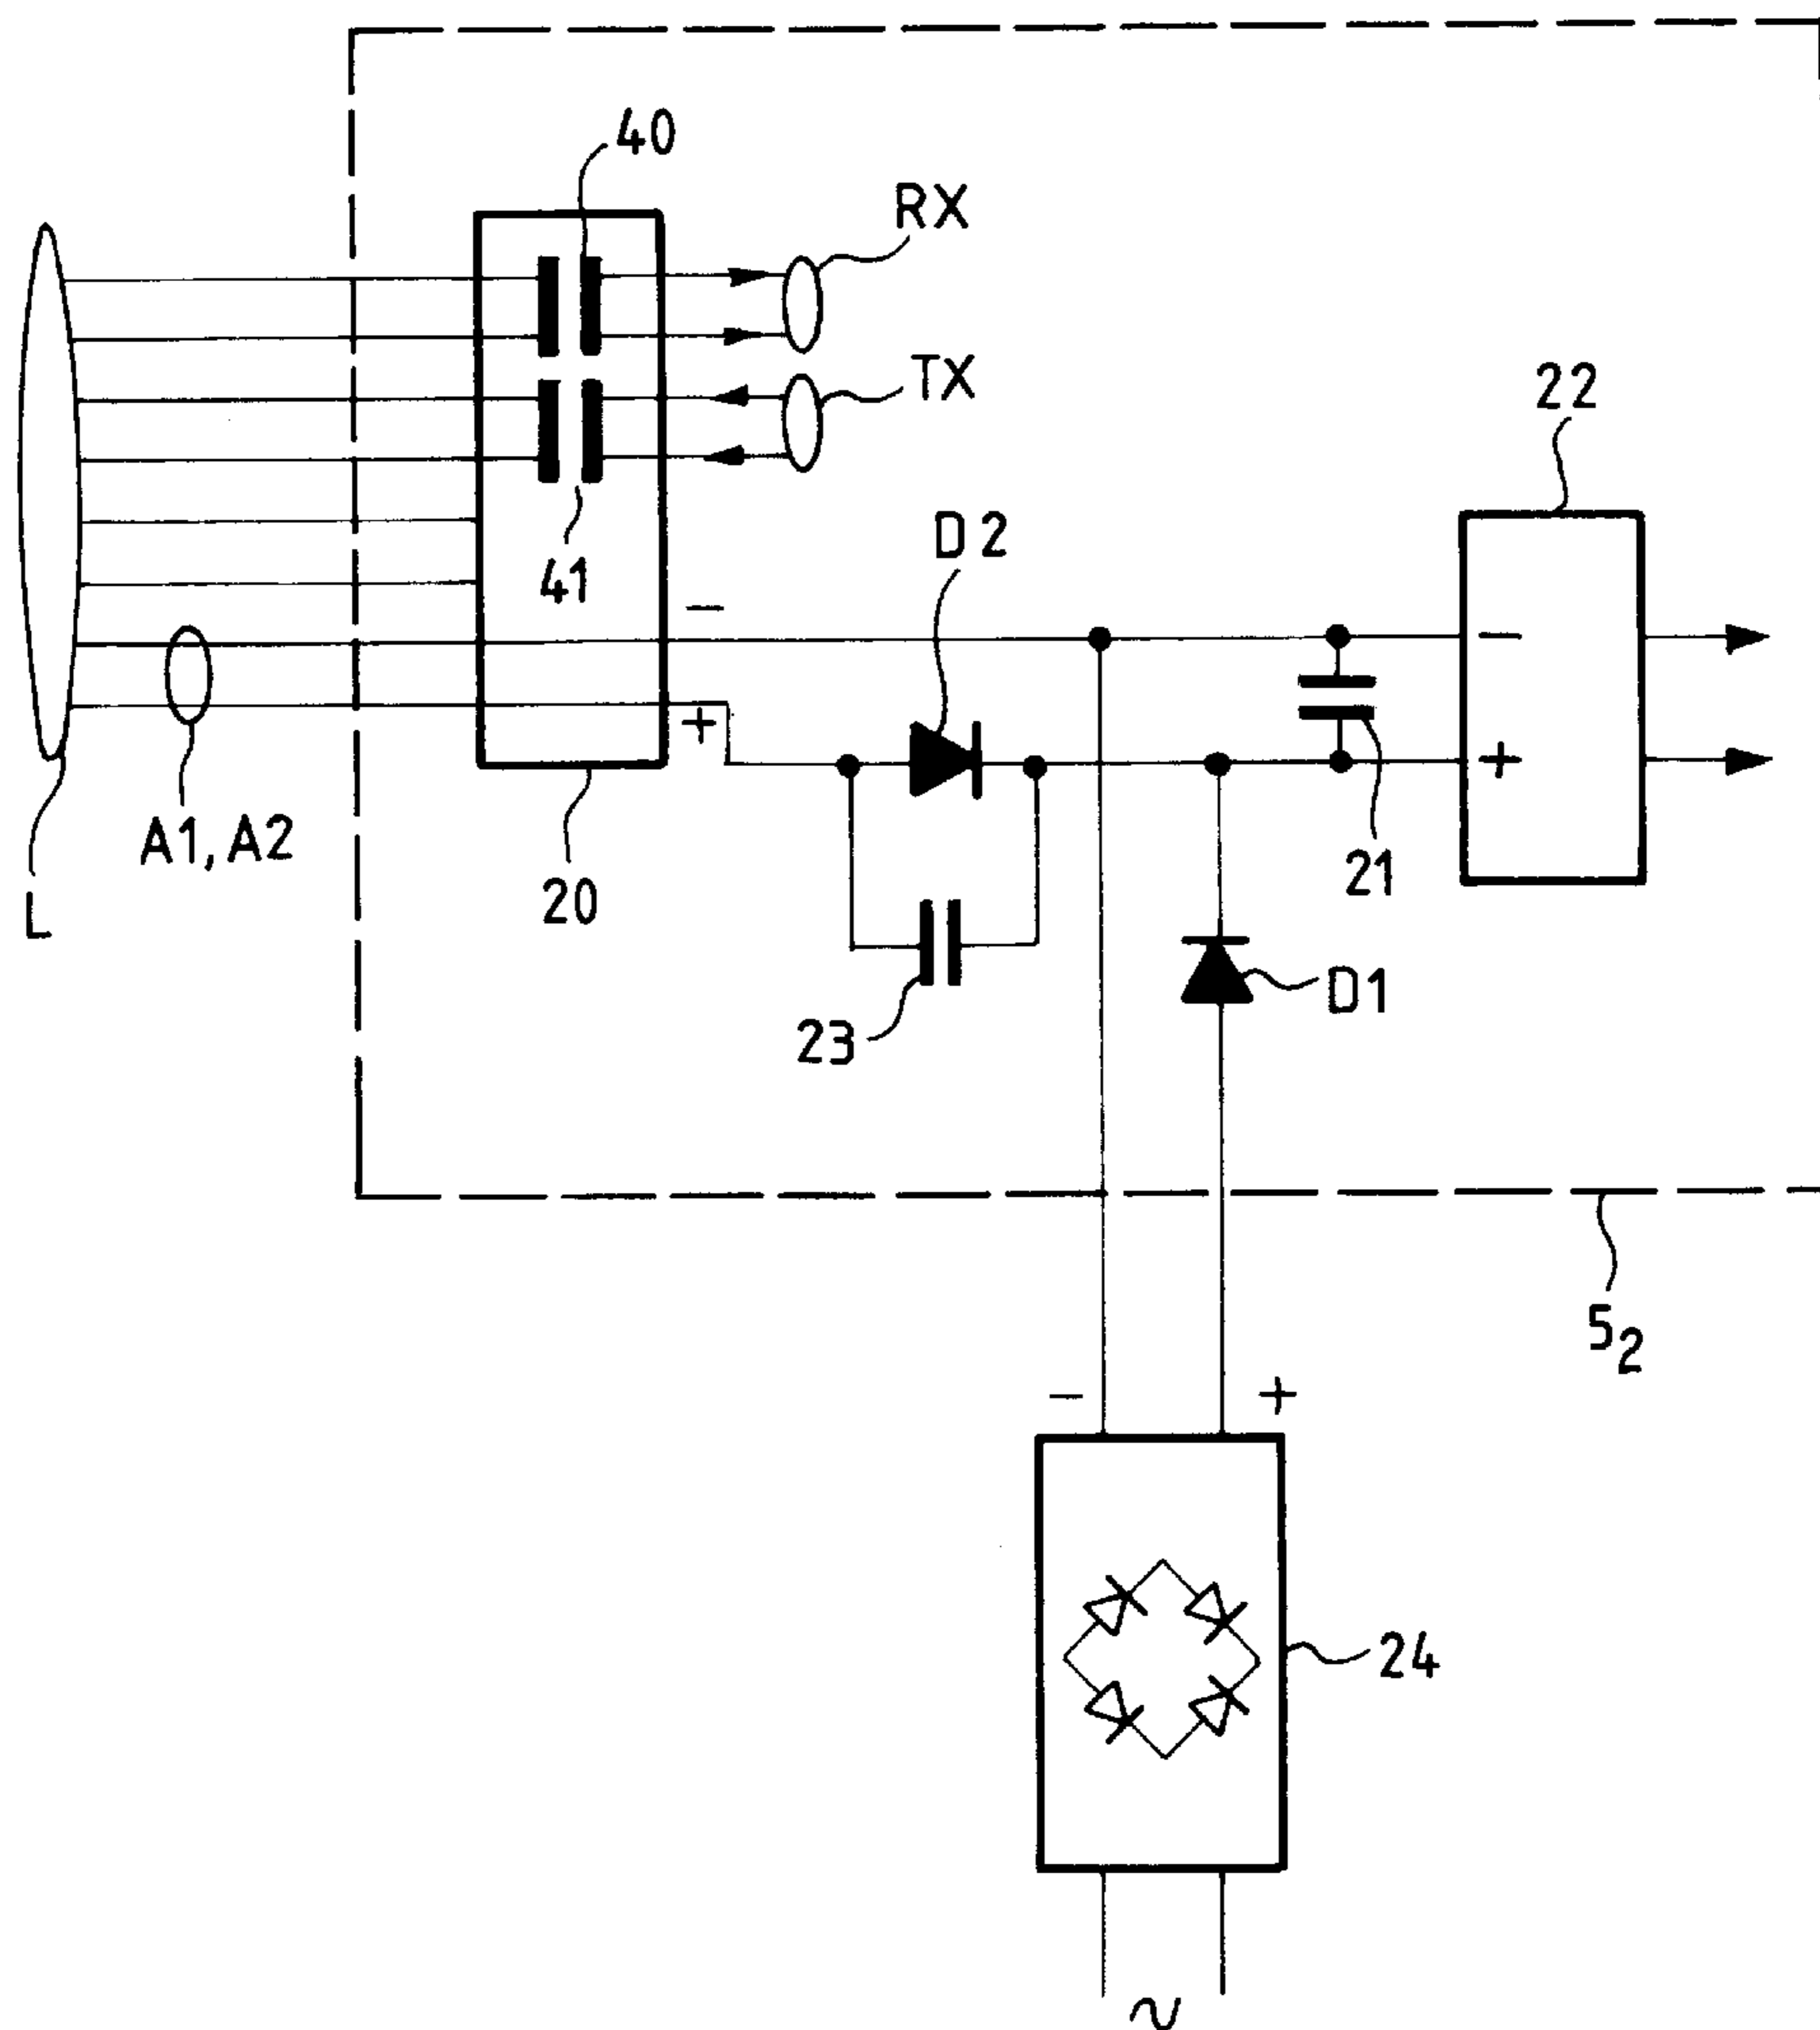 40
RX
TX
22
D2
41
−
−
+
+
A1, A2
21
20
L
D1
23
5₂
− +
24
~